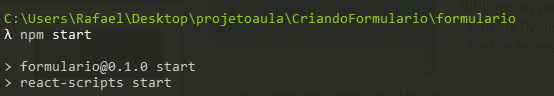 C:\Users\Rafael\Desktop\projetoaula\CriandoFormulario\formulario
λ npm start
> formulario@0.1.0 start
> react-scripts start